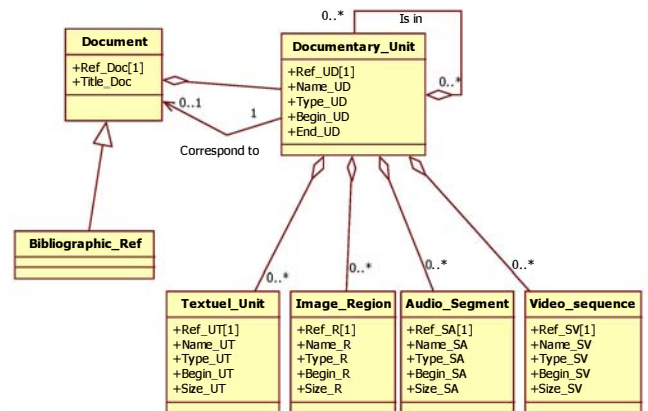 0..*
Is in
Document
+Ref_Doc[1]
+Title_Doc
Documentary_Unit
+Ref_UD[1]
+Name_UD
+Type_UD
+Begin_UD
+End_UD
0..*
0..1
1
Correspond to
Bibliographic_Ref
0..*
0..*
0..*
0..*
Textuel_Unit
+Ref_UT[1]
+Name_UT
+Type_UT
+Begin_UT
+Size_UT
Image_Region
+Ref_R[1]
+Name_R
+Type_R
+Begin_R
+Size_R
Audio_Segment
+Ref_SA[1]
+Name_SA
+Type_SA
+Begin_SA
+Size_SA
Video_sequence
+Ref_SV[1]
+Name_SV
+Type_SV
+Begin_SV
+Size_SV